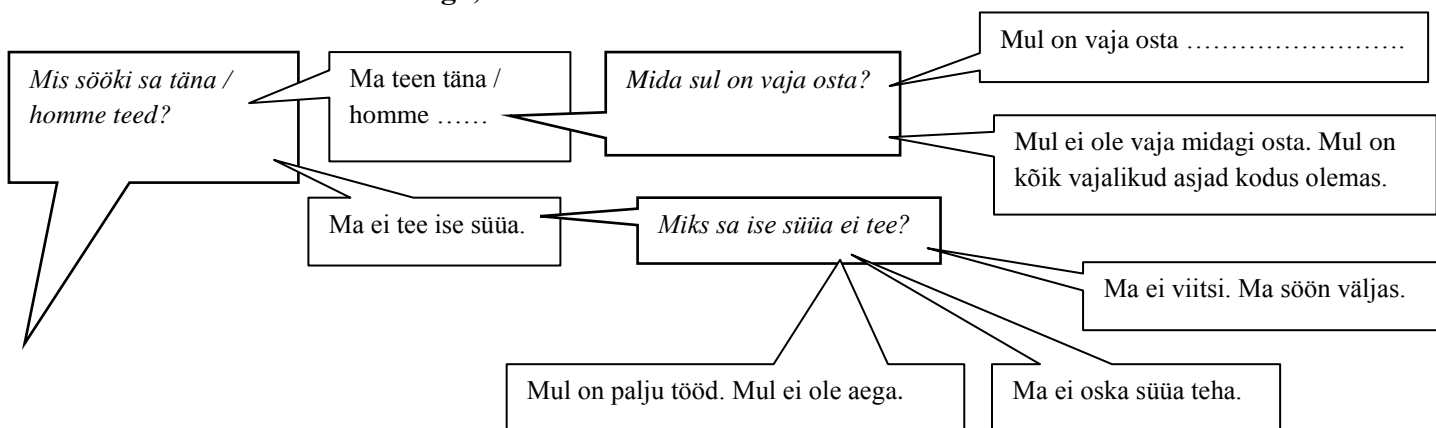 Mul on vaja osta …………………….
Mis sööki sa täna /
homme teed?
Ma teen täna /
homme ……
Mida sul on vaja osta?
Mul ei ole vaja midagi osta. Mul on
kõik vajalikud asjad kodus olemas.
Ma ei tee ise süüa.
Miks sa ise süüa ei tee?
Ma ei viitsi. Ma söön väljas.
Mul on palju tööd. Mul ei ole aega.
Ma ei oska süüa teha.